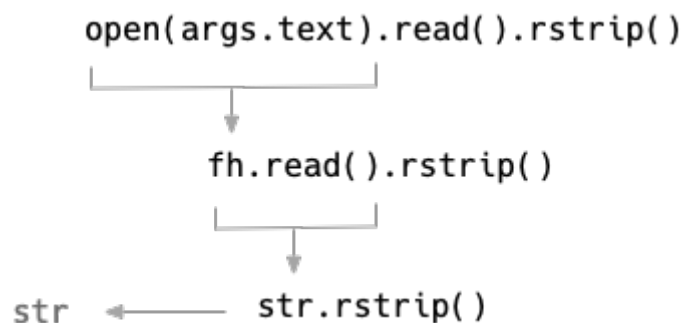 open(args.text).read().rstrip()
fh.read().rstrip()
str str.rstrip()